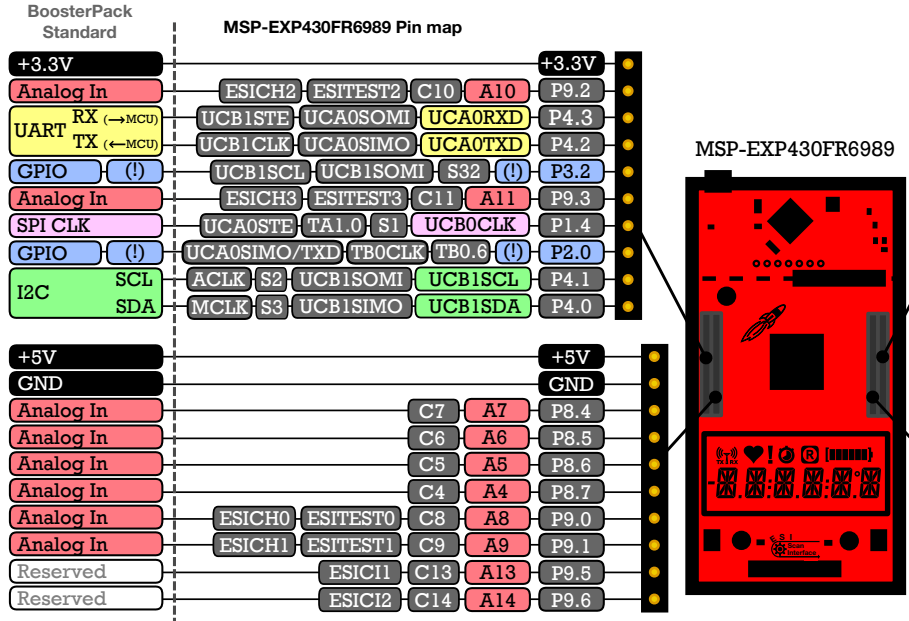 BoosterPack
Standard
MSP-EXP430FR6989 Pin map
+3.3V +3.3V
Analog In ESICH2 ESITEST2 C10 A10 P9.2
UART RX (→MCU) UCB1STE UCA0SOMI UCA0RXD P4.3
TX (←MCU) UCB1CLK UCA0SIMO UCA0TXD P4.2
GPIO (!) UCB1SCL UCB1SOMI S32 (!) P3.2
Analog In ESICH3 ESITEST3 C11 A11 P9.3
SPI CLK UCA0STE TA1.0 S1 UCB0CLK P1.4
GPIO (!) UCA0SIMO/TXD TB0CLK TB0.6 (!) P2.0
I2C SCL ACLK S2 UCB1SOMI UCB1SCL P4.1
SDA MCLK S3 UCB1SIMO UCB1SDA P4.0
+5V +5V
GND GND
Analog In C7 A7 P8.4
Analog In C6 A6 P8.5
Analog In C5 A5 P8.6
Analog In C4 A4 P8.7
Analog In ESICH0 ESITEST0 C8 A8 P9.0
Analog In ESICH1 ESITEST1 C9 A9 P9.1
Reserved ESICI1 C13 A13 P9.5
Reserved ESICI2 C14 A14 P9.6
MSP-EXP430FR6989
TX RX ! R
E.S.I
Scan
Interface